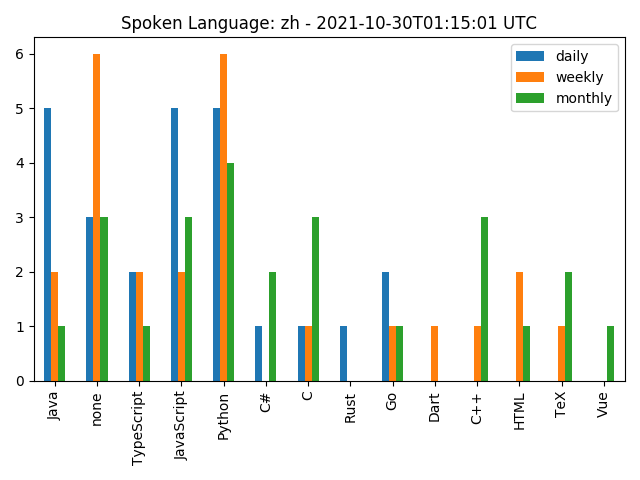 Spoken Language: zh - 2021-10-30T01:15:01 UTC
daily
weekly
monthly
6
5
4
3
2
1
0
Java
none
TypeScript
JavaScript
Python
C#
C
Rust
Go
Dart
C++
HTML
TeX
Vue